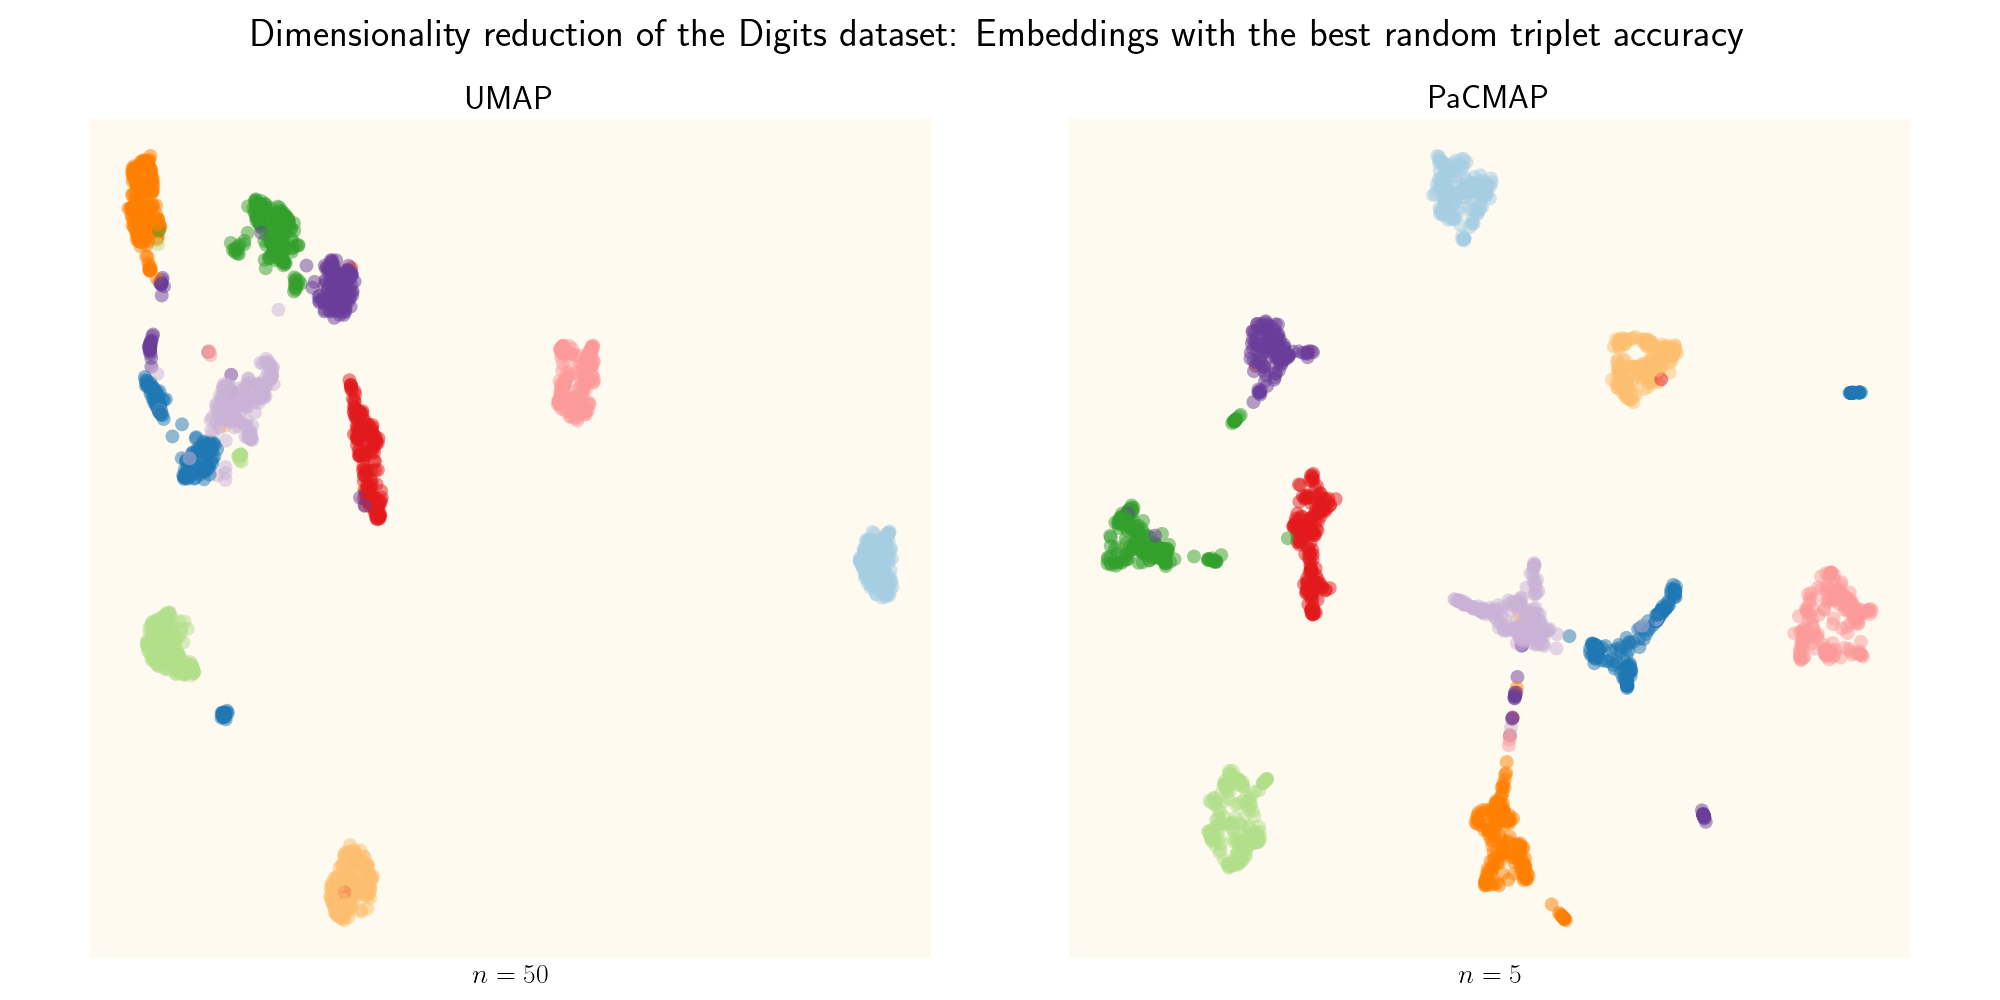 Dimensionality reduction of the Digits dataset: Embeddings with the best random triplet accuracy
UMAP
PaCMAP
n = 50
n = 5